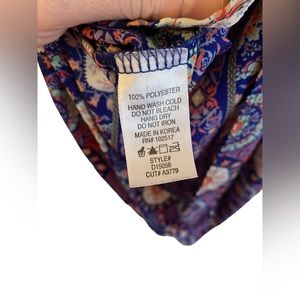 100% POLYESTER
HAND WASH COLD
DO NOT BLEACH
HANG DRY
DO NOT IRON
MADE IN KOREA
RN# 102517
STYLE#
D15056
CUT# A3779